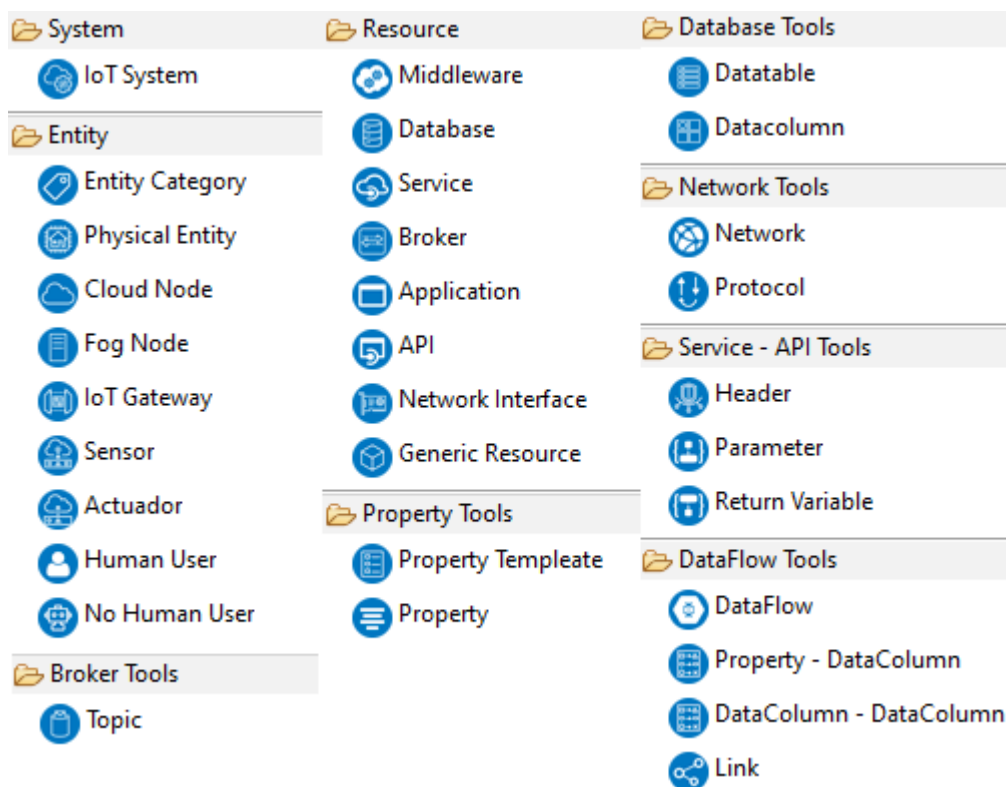 System
IoT System
Entity
Entity Category
Physical Entity
Cloud Node
Fog Node
IoT Gateway
Sensor
Actuador
Human User
No Human User
Broker Tools
Topic
Resource
Middleware
Database
Service
Broker
Application
API
Network Interface
Generic Resource
Property Tools
Property Templeate
Property
Database Tools
Datatable
Datacolumn
Network Tools
Network
Protocol
Service - API Tools
Header
Parameter
Return Variable
DataFlow Tools
DataFlow
Property - DataColumn
DataColumn - DataColumn
Link